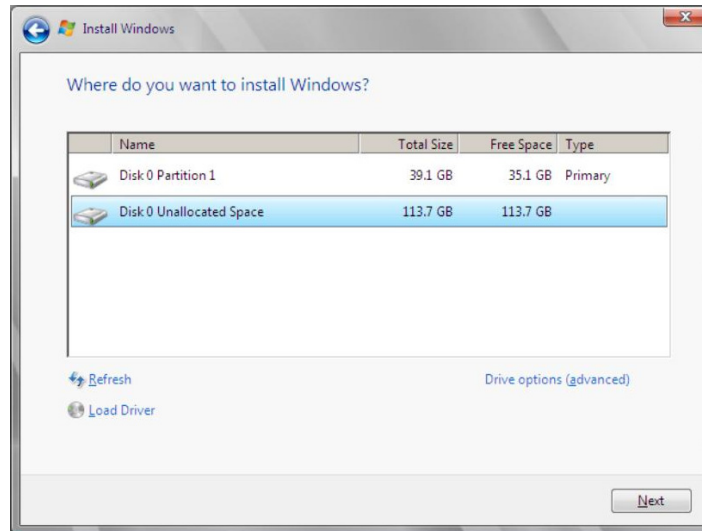 Install Windows
Where do you want to install Windows?
Name Total Size Free Space Type
Disk 0 Partition 1 39.1 GB 35.1 GB Primary
Disk 0 Unallocated Space 113.7 GB 113.7 GB
Refresh Drive options (advanced)
Load Driver
Next